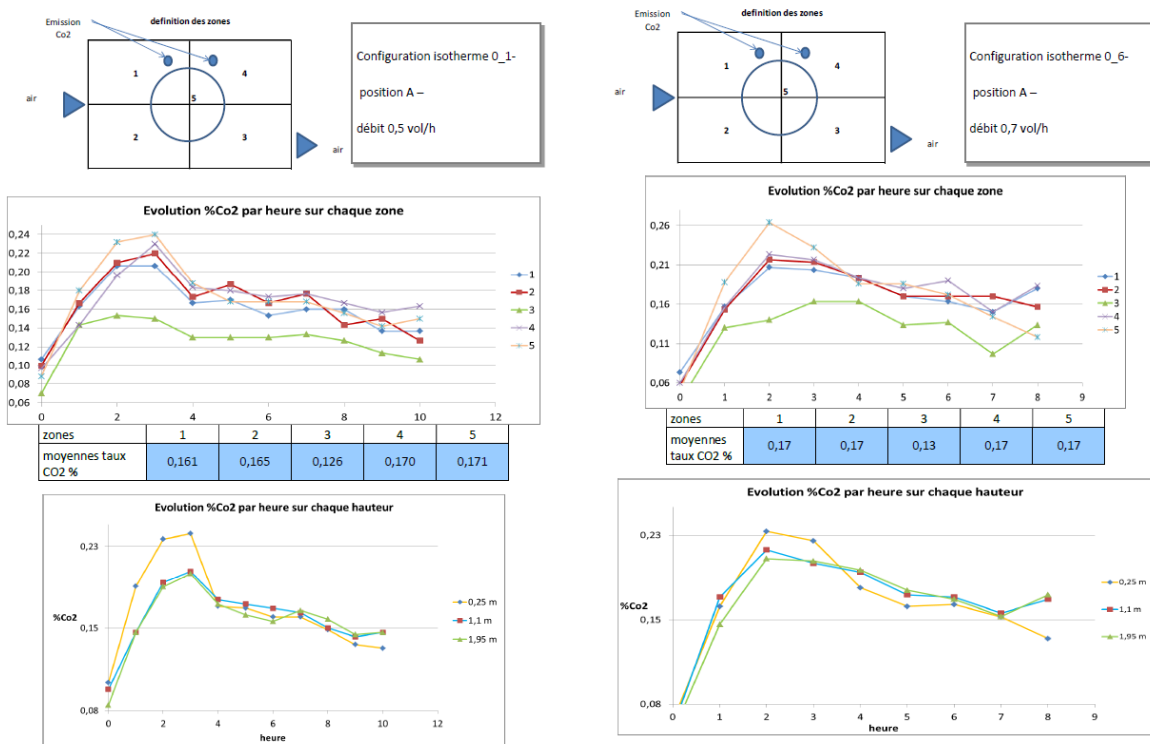 Emission
Co2
definition des zones
1
4
5
2
3
air
air
Configuration isotherme 0_1-
position A –
débit 0,5 vol/h
Evolution %Co2 par heure sur chaque zone
0,24
0,22
0,20
0,18
0,16
0,14
0,12
0,10
0,08
0,06
0 2 4 6 8 10 12
1
2
3
4
5
zones 1 2 3 4 5
moyennes taux CO2 % 0,161 0,165 0,126 0,170 0,171
Evolution %Co2 par heure sur chaque hauteur
0,23
%Co2
0,15
0,08
0 2 4 6 8 10 12
heure
0,25 m
1,1 m
1,95 m
Emission
Co2
definition des zones
1
4
5
2
3
air
air
Configuration isotherme 0_6-
position A –
débit 0,7 vol/h
Evolution %Co2 par heure sur chaque zone
0,26
0,21
0,16
0,11
0,06
0 1 2 3 4 5 6 7 8 9
1
2
3
4
5
zones 1 2 3 4 5
moyennes taux CO2 % 0,17 0,17 0,13 0,17 0,17
Evolution %Co2 par heure sur chaque hauteur
0,23
%Co2
0,15
0,08
0 1 2 3 4 5 6 7 8 9
heure
0,25 m
1,1 m
1,95 m